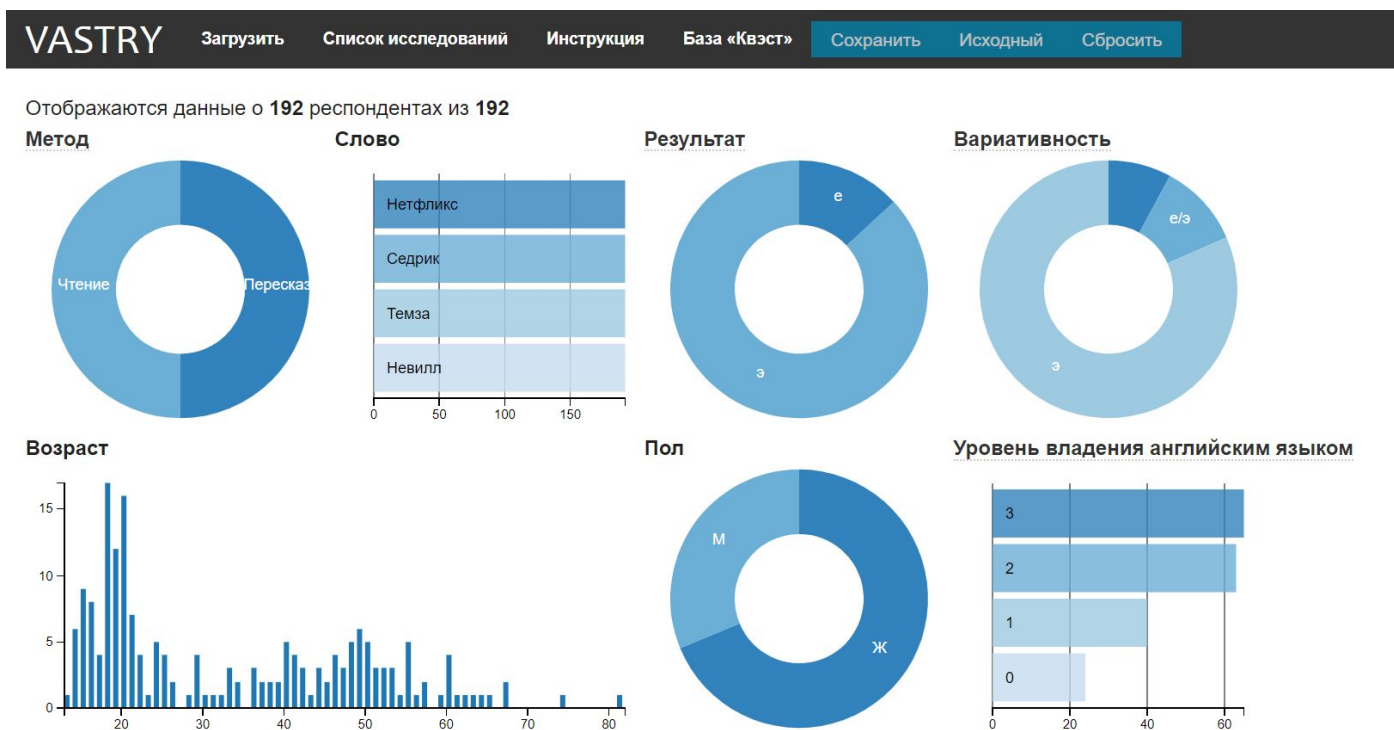 VASTRY Загрузить Список исследований Инструкция База «Квэст» Сохранить Исходный Сбросить
Отображаются данные о 192 респондентах из 192
Метод
Чтение
Пересказ
Слово
Нетфликс
Седрик
Темза
Невилл
0 50 100 150
Результат
е
э
Вариативность
е/э
э
Возраст
15
10
5
0
20 30 40 50 60 70 80
Пол
М
Ж
Уровень владения английским языком
3
2
1
0
0 20 40 60